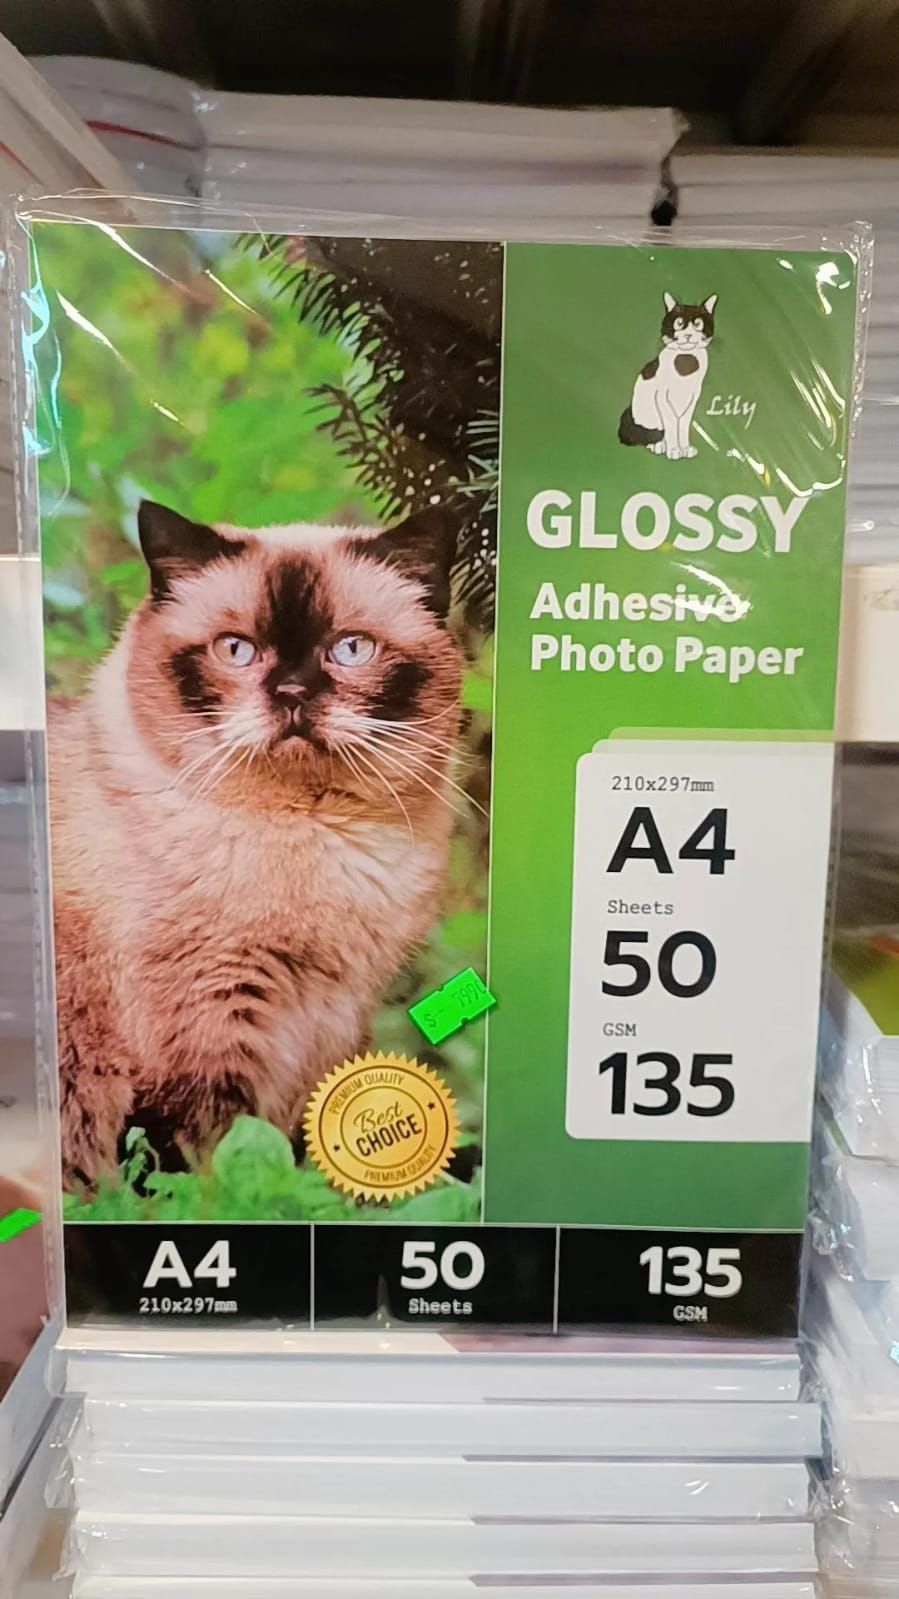 Lily
GLOSSY
Adhesive
Photo Paper
210x297mm
A4
Sheets
50
GSM
135
$---7990
PREMIUM QUALITY
Best
CHOICE
PREMIUM QUALITY
A4
210x297mm
50
Sheets
135
GSM